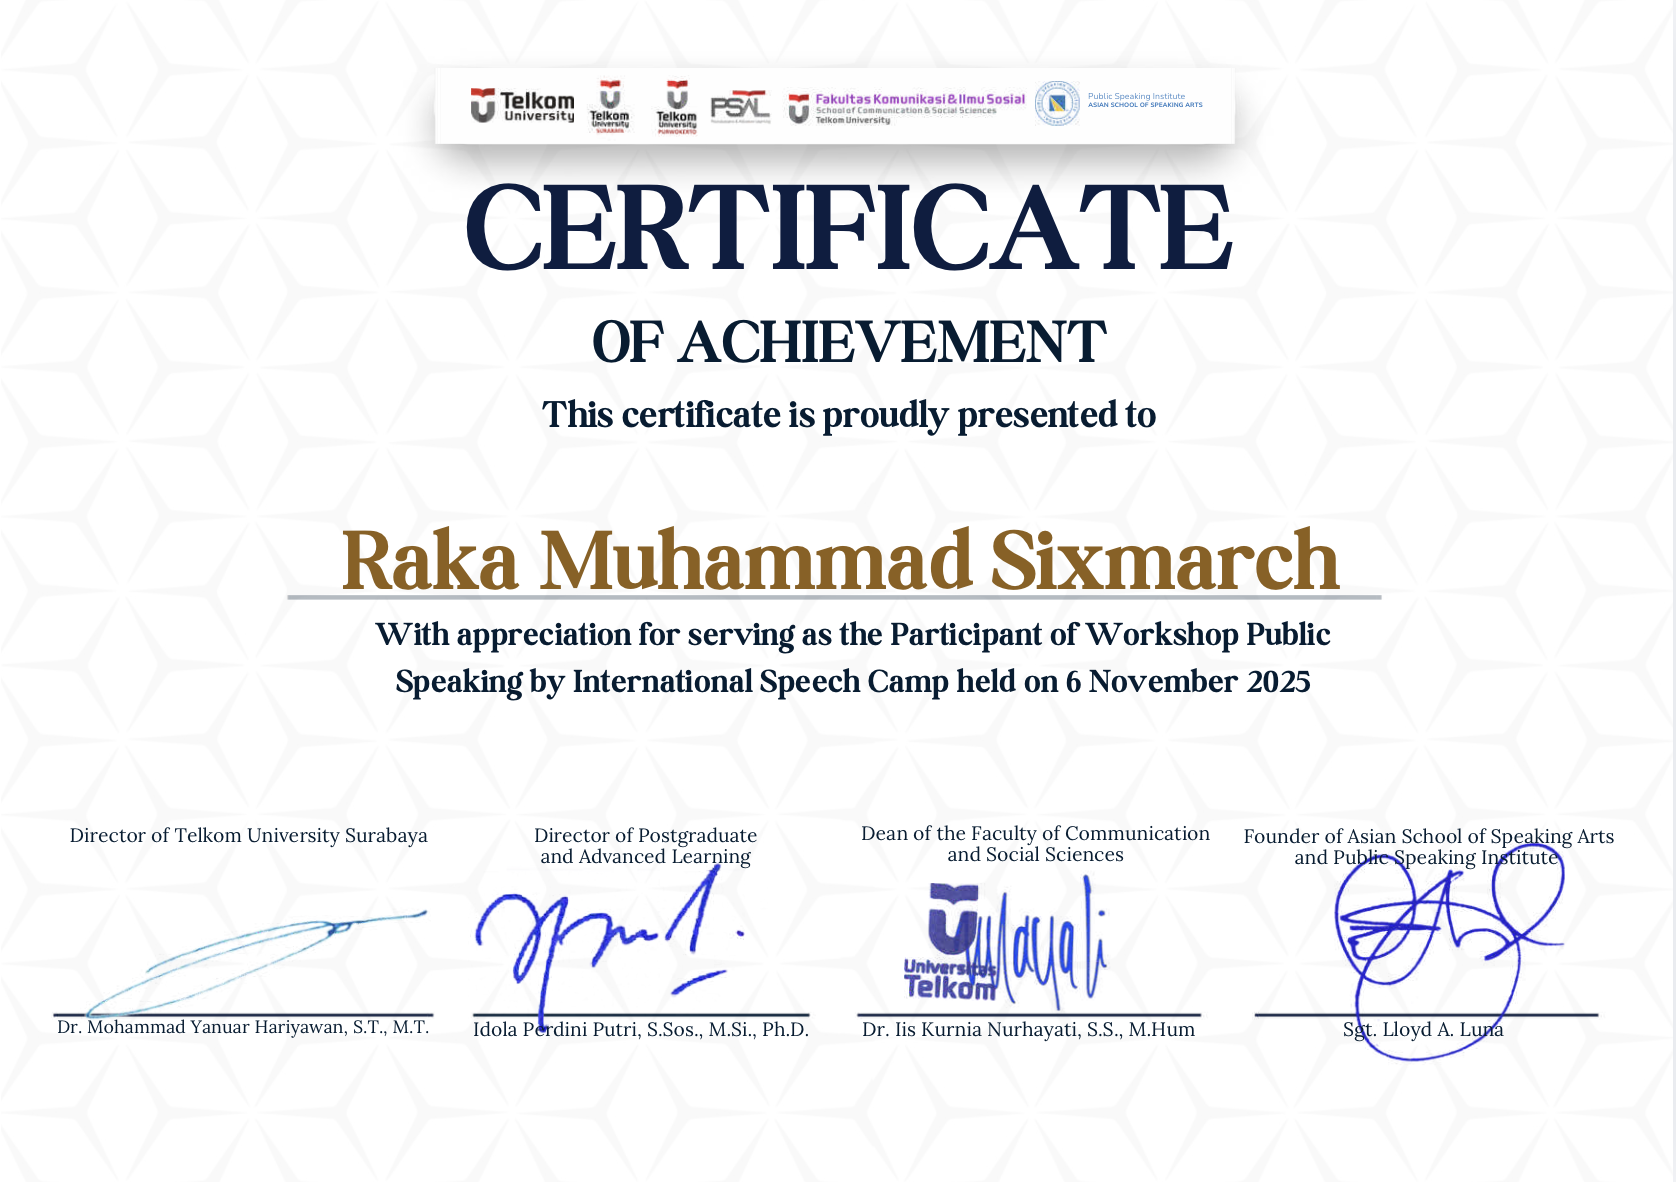 Telkom University
Telkom University SURABAYA
Telkom University PURWOKERTO
PSAL
Fakultas Komunikasi & Ilmu Sosial
School of Communication & Social Sciences
Telkom University
Public Speaking Institute
ASIAN SCHOOL OF SPEAKING ARTS
CERTIFICATE
OF ACHIEVEMENT
This certificate is proudly presented to
Raka Muhammad Sixmarch
With appreciation for serving as the Participant of Workshop Public
Speaking by International Speech Camp held on 6 November 2025
Director of Telkom University Surabaya
Dr. Mohammad Yanuar Hariyawan, S.T., M.T.
Director of Postgraduate
and Advanced Learning
Idola Perdini Putri, S.Sos., M.Si., Ph.D.
Dean of the Faculty of Communication
and Social Sciences
Universitas
Telkom
Dr. Iis Kurnia Nurhayati, S.S., M.Hum
Founder of Asian School of Speaking Arts
and Public Speaking Institute
Sgt. Lloyd A. Luna